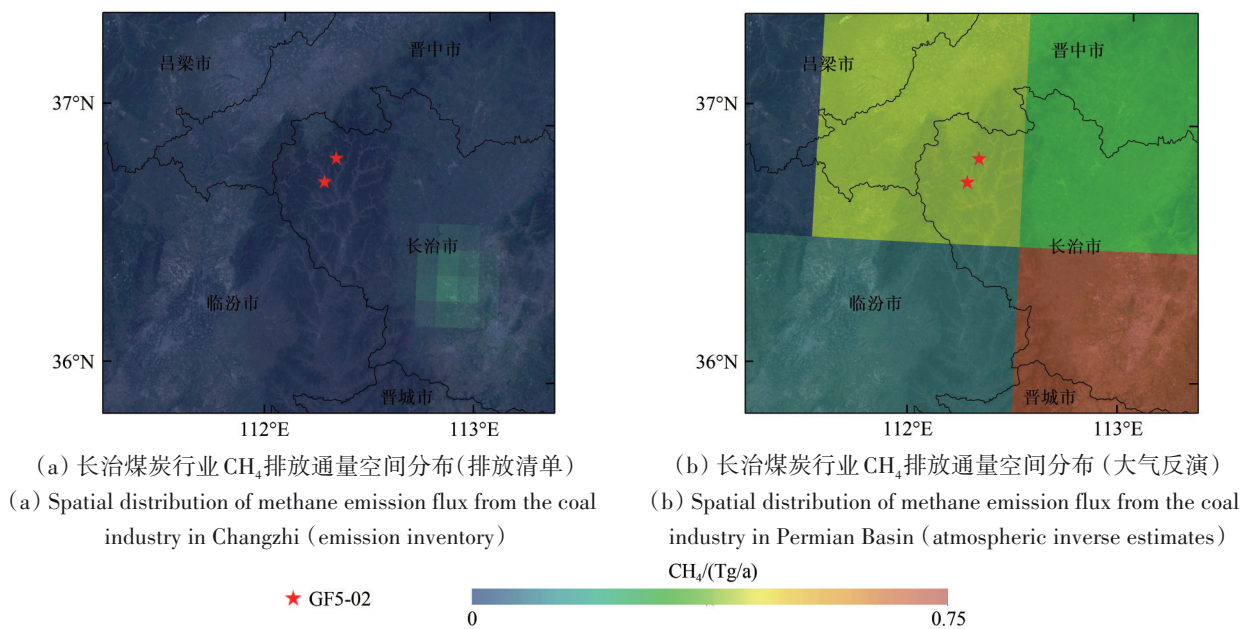 吕梁市
晋中市
37°N
长治市
临汾市
36°N
晋城市
112°E
113°E
(a) 长治煤炭行业CH₄排放通量空间分布(排放清单)
(a) Spatial distribution of methane emission flux from the coal
industry in Changzhi (emission inventory)
吕梁市
晋中市
37°N
长治市
临汾市
36°N
晋城市
112°E
113°E
(b) 长治煤炭行业CH₄排放通量空间分布 (大气反演)
(b) Spatial distribution of methane emission flux from the coal
industry in Permian Basin (atmospheric inverse estimates)
★ GF5-02
CH₄/(Tg/a)
0
0.75